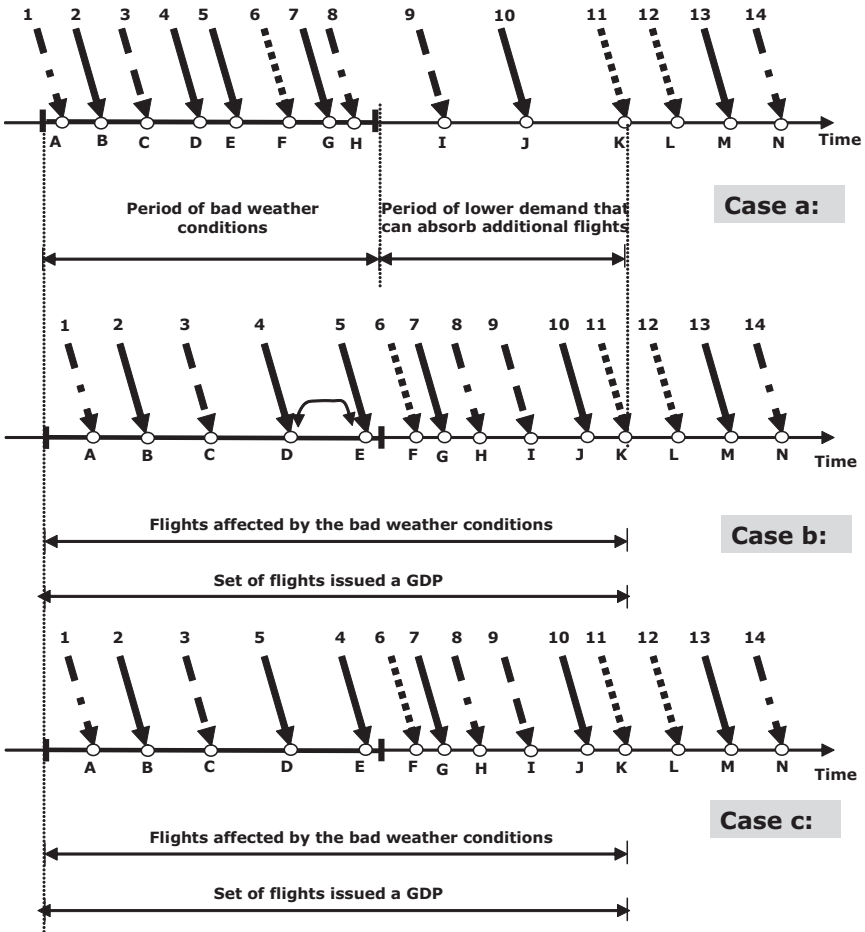 1 2 3 4 5 6 7 8 9 10 11 12 13 14
A B C D E F G H I J K L M N Time
Period of bad weather
conditions
Period of lower demand that
can absorb additional flights
Case a:
1 2 3 4 5 6 7 8 9 10 11 12 13 14
A B C D E F G H I J K L M N Time
Flights affected by the bad weather conditions
Case b:
Set of flights issued a GDP
1 2 3 5 4 6 7 8 9 10 11 12 13 14
A B C D E F G H I J K L M N Time
Case c:
Flights affected by the bad weather conditions
Set of flights issued a GDP